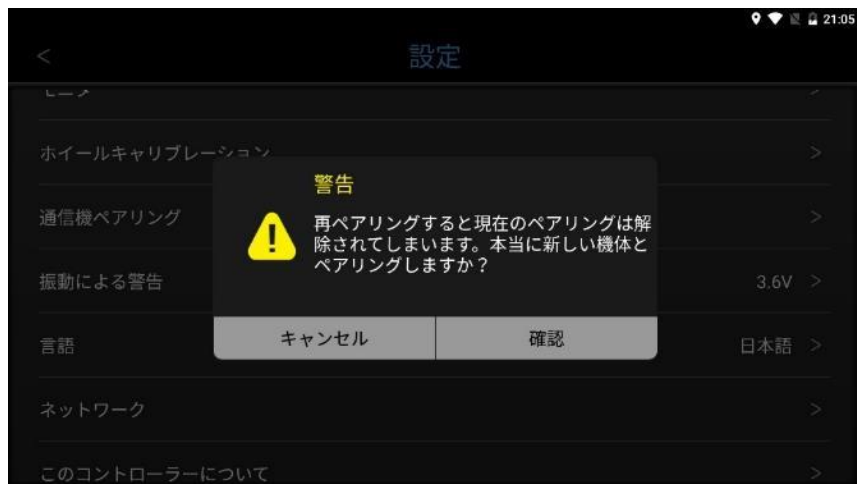 21:05
<
設定
モニタ
>
ホイールキャリブレーション
>
通信機ペアリング
>
振動による警告
3.6V >
言語
日本語 >
ネットワーク
>
このコントローラーについて
>
警告
再ペアリングすると現在のペアリングは解
除されてしまいます。本当に新しい機体と
ペアリングしますか？
キャンセル
確認